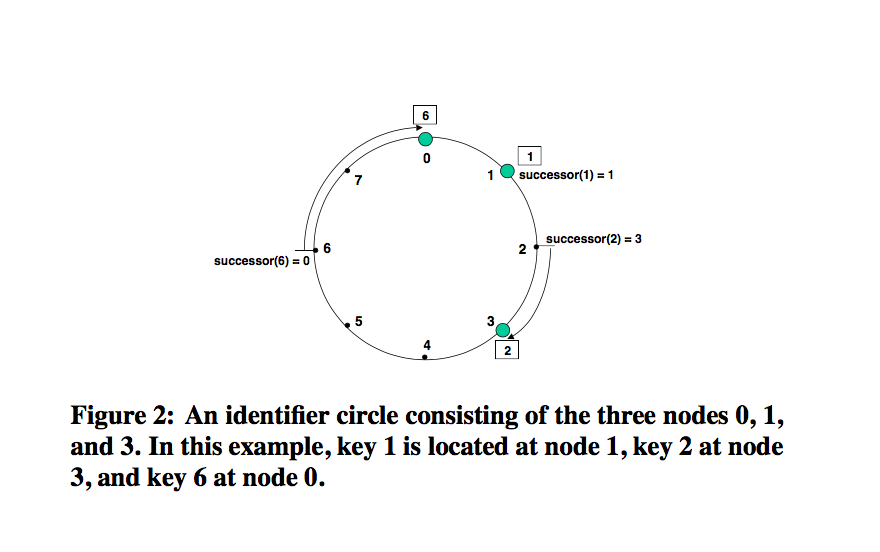 6
0
1
1
successor(1) = 1
7
successor(2) = 3
2
6
successor(6) = 0
5
3
4
2
Figure 2: An identifier circle consisting of the three nodes 0, 1,
and 3. In this example, key 1 is located at node 1, key 2 at node
3, and key 6 at node 0.